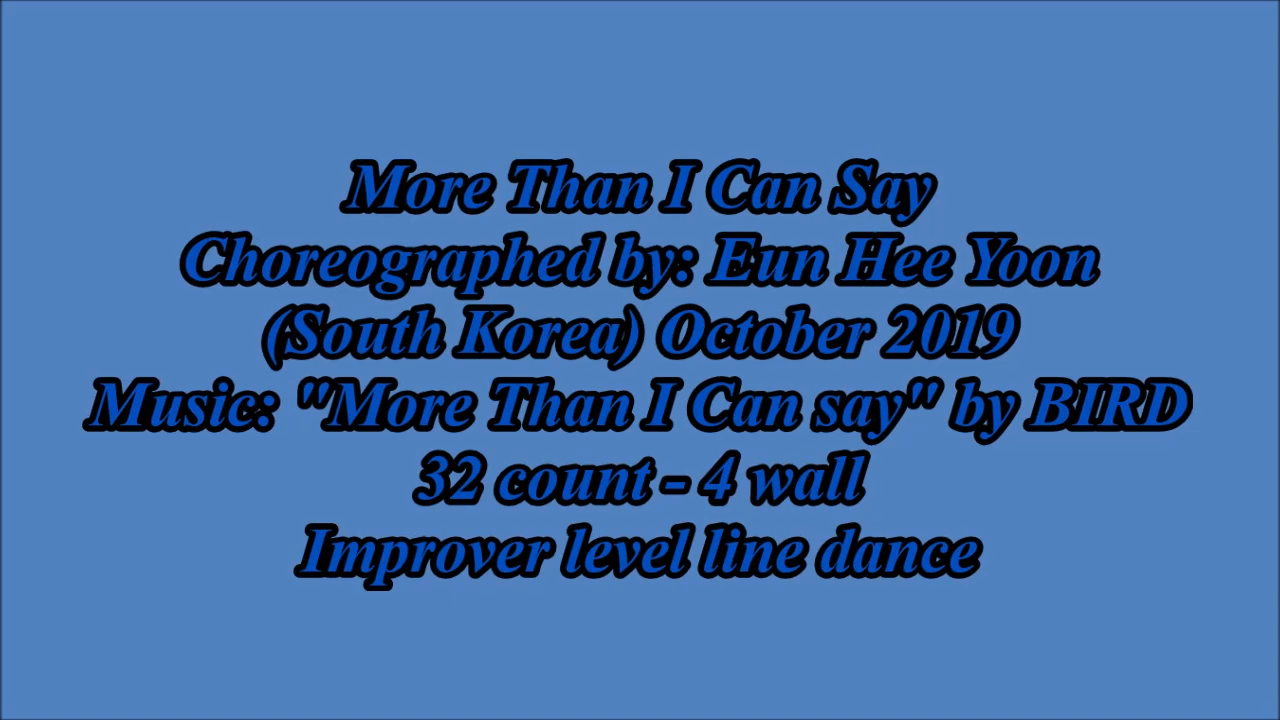 More Than I Can Say
Choreographed by: Eun Hee Yoon
(South Korea) October 2019
Music: "More Than I Can say" by BIRD
32 count - 4 wall
Improver level line dance